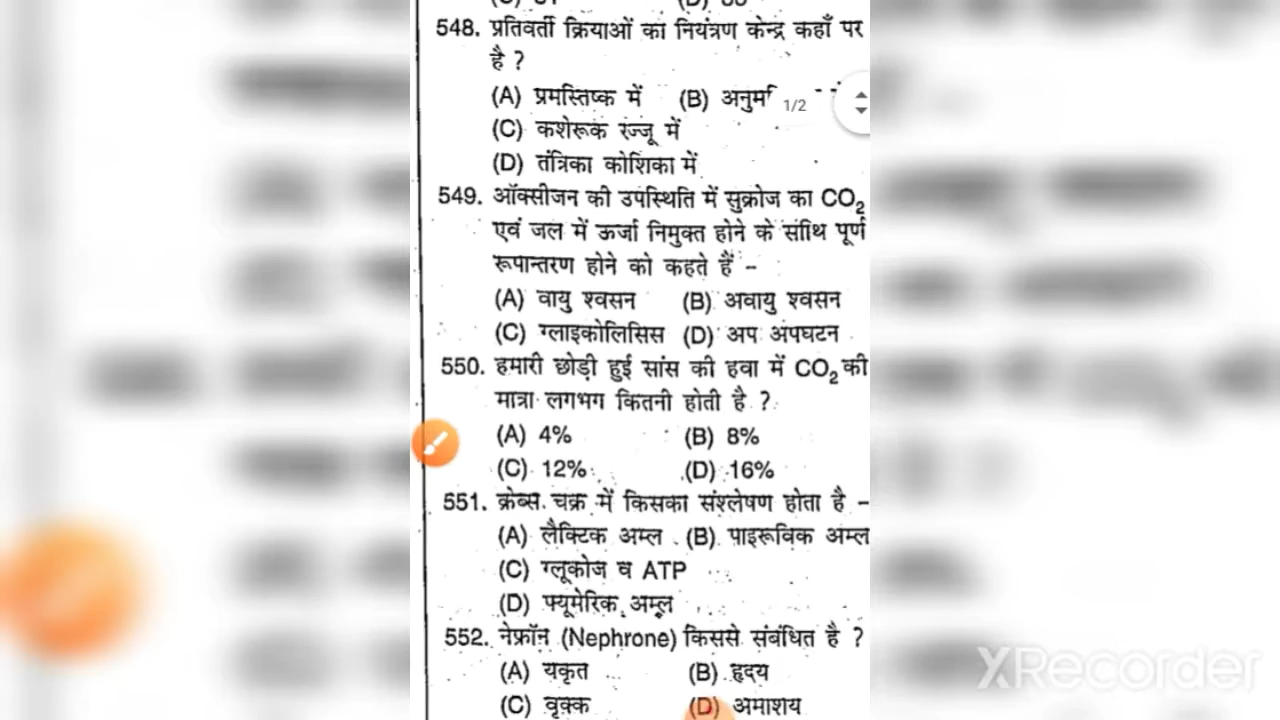 548. प्रतिवर्ती क्रियाओं का नियंत्रण केन्द्र कहाँ पर
है ?
(A) प्रमस्तिष्क में (B)
1/2
(C) कशेरूक रज्जू में
(D) तंत्रिका कोशिका में
549. ऑक्सीजन की उपस्थिति में सुक्रोज का CO2
एवं जल में ऊर्जा निमुक्त होने के साथि पूर्ण
रूपान्तरण होने को कहते हैं –
(A) वायु श्वसन (B) अवायु श्वसन
(C) ग्लाइकोलिसिस (D) अप अपघटन
550. हमारी छोड़ी हुई सांस की हवा में CO2 की
मात्रा लगभग कितनी होती है ?
(A) 4% (B) 8%
(C) 12% (D) 16%
551. क्रेब्स चक्र में किसका संश्लेषण होता है –
(A) लैक्टिक अम्ल (B) पाइरूविक अम्ल
(C) ग्लूकोज व ATP
(D) फ्यूमेरिक अम्ल
552. नेफ्रॉन (Nephrone) किससे संबंधित है ?
(A) यकृत (B) हृदय
(C) वृक्क (D) अमाशय
XRecorder